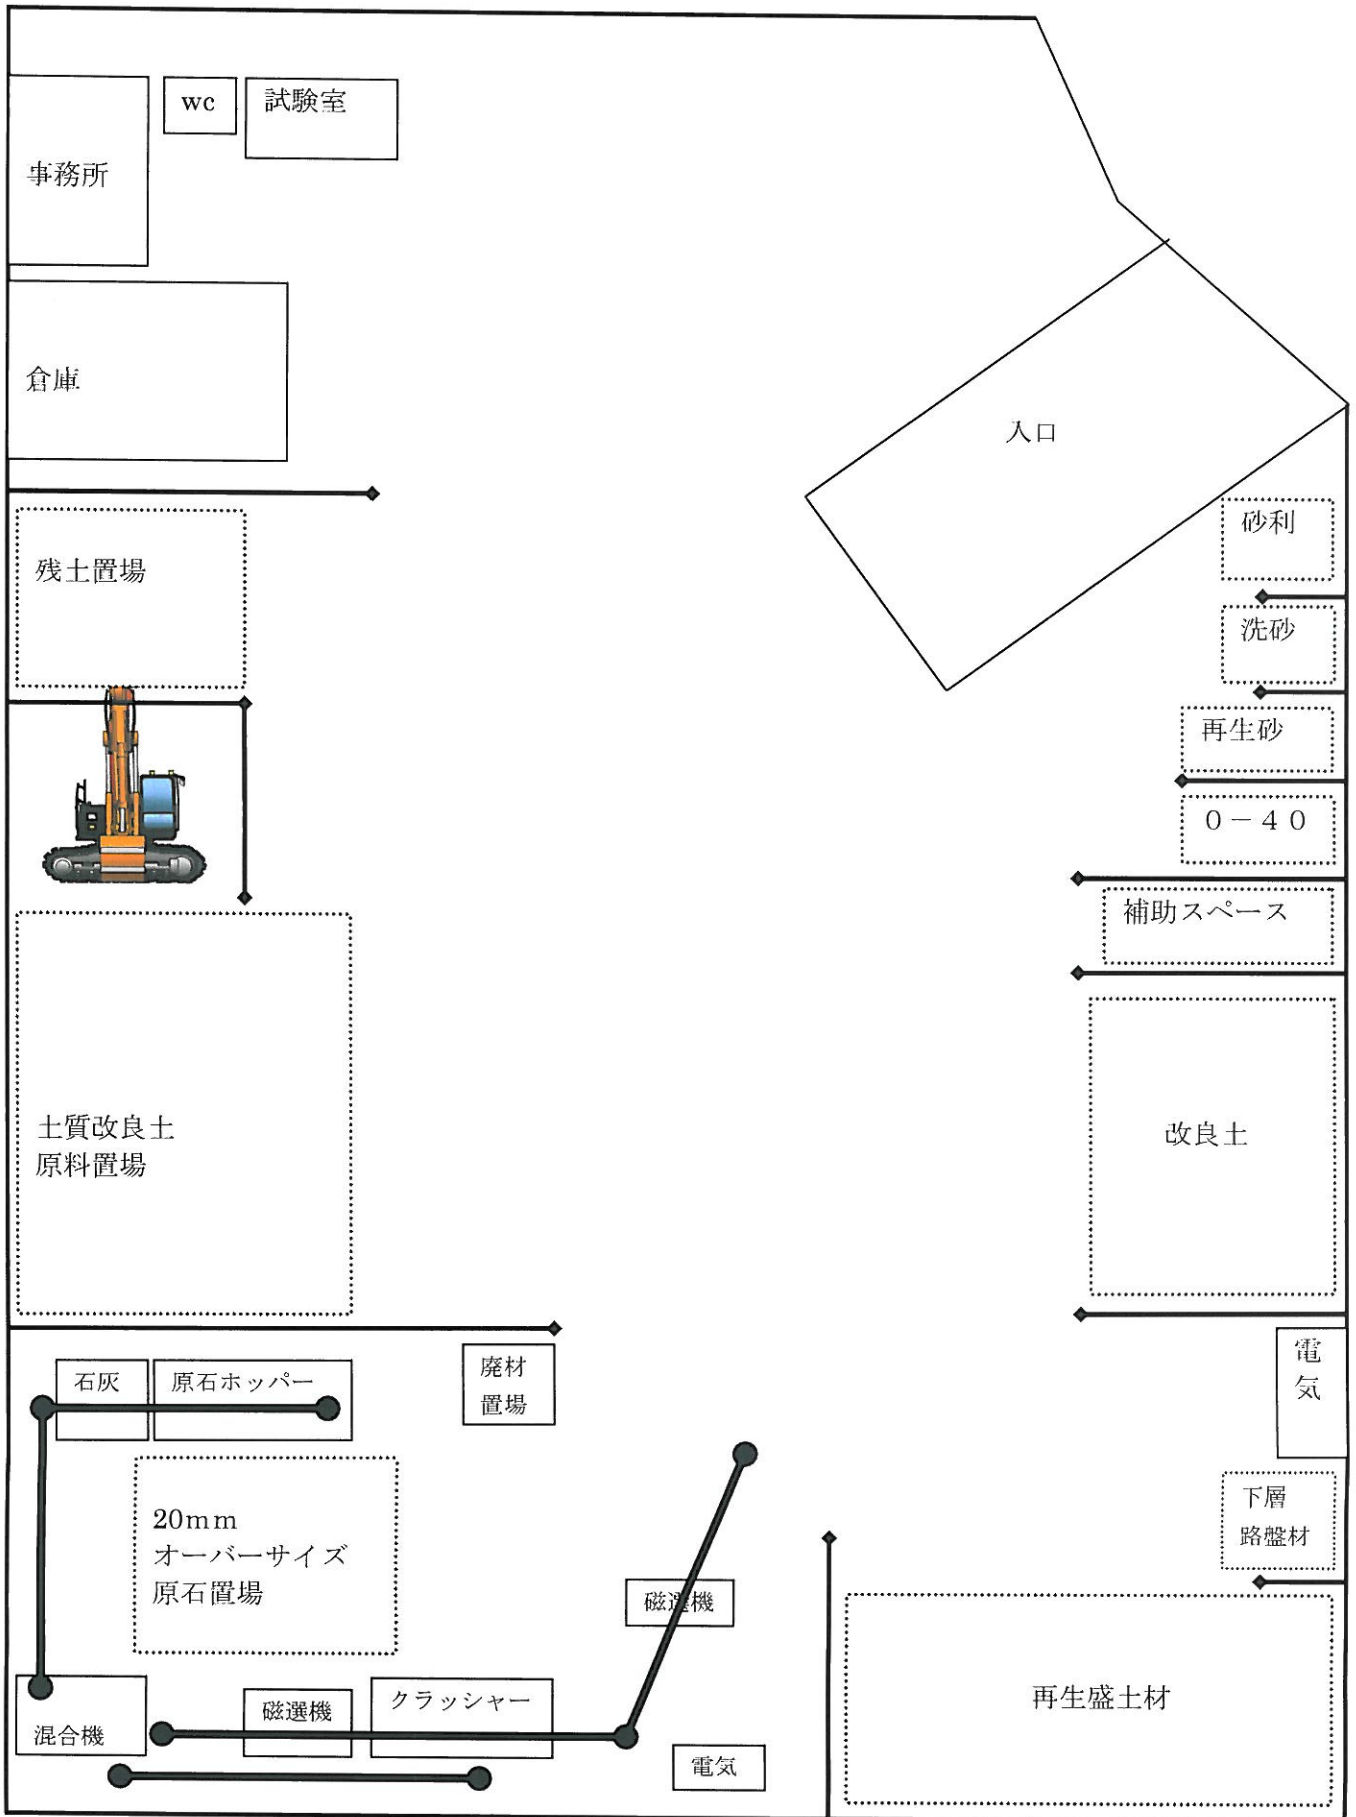 wc
試験室
事務所
倉庫
入口
残土置場
砂利
洗砂
再生砂
０－４０
補助スペース
土質改良土
原料置場
改良土
石灰
原石ホッパー
廃材
置場
電
気
20mm
オーバーサイズ
原石置場
下層
路盤材
磁選機
混合機
磁選機
クラッシャー
電気
再生盛土材